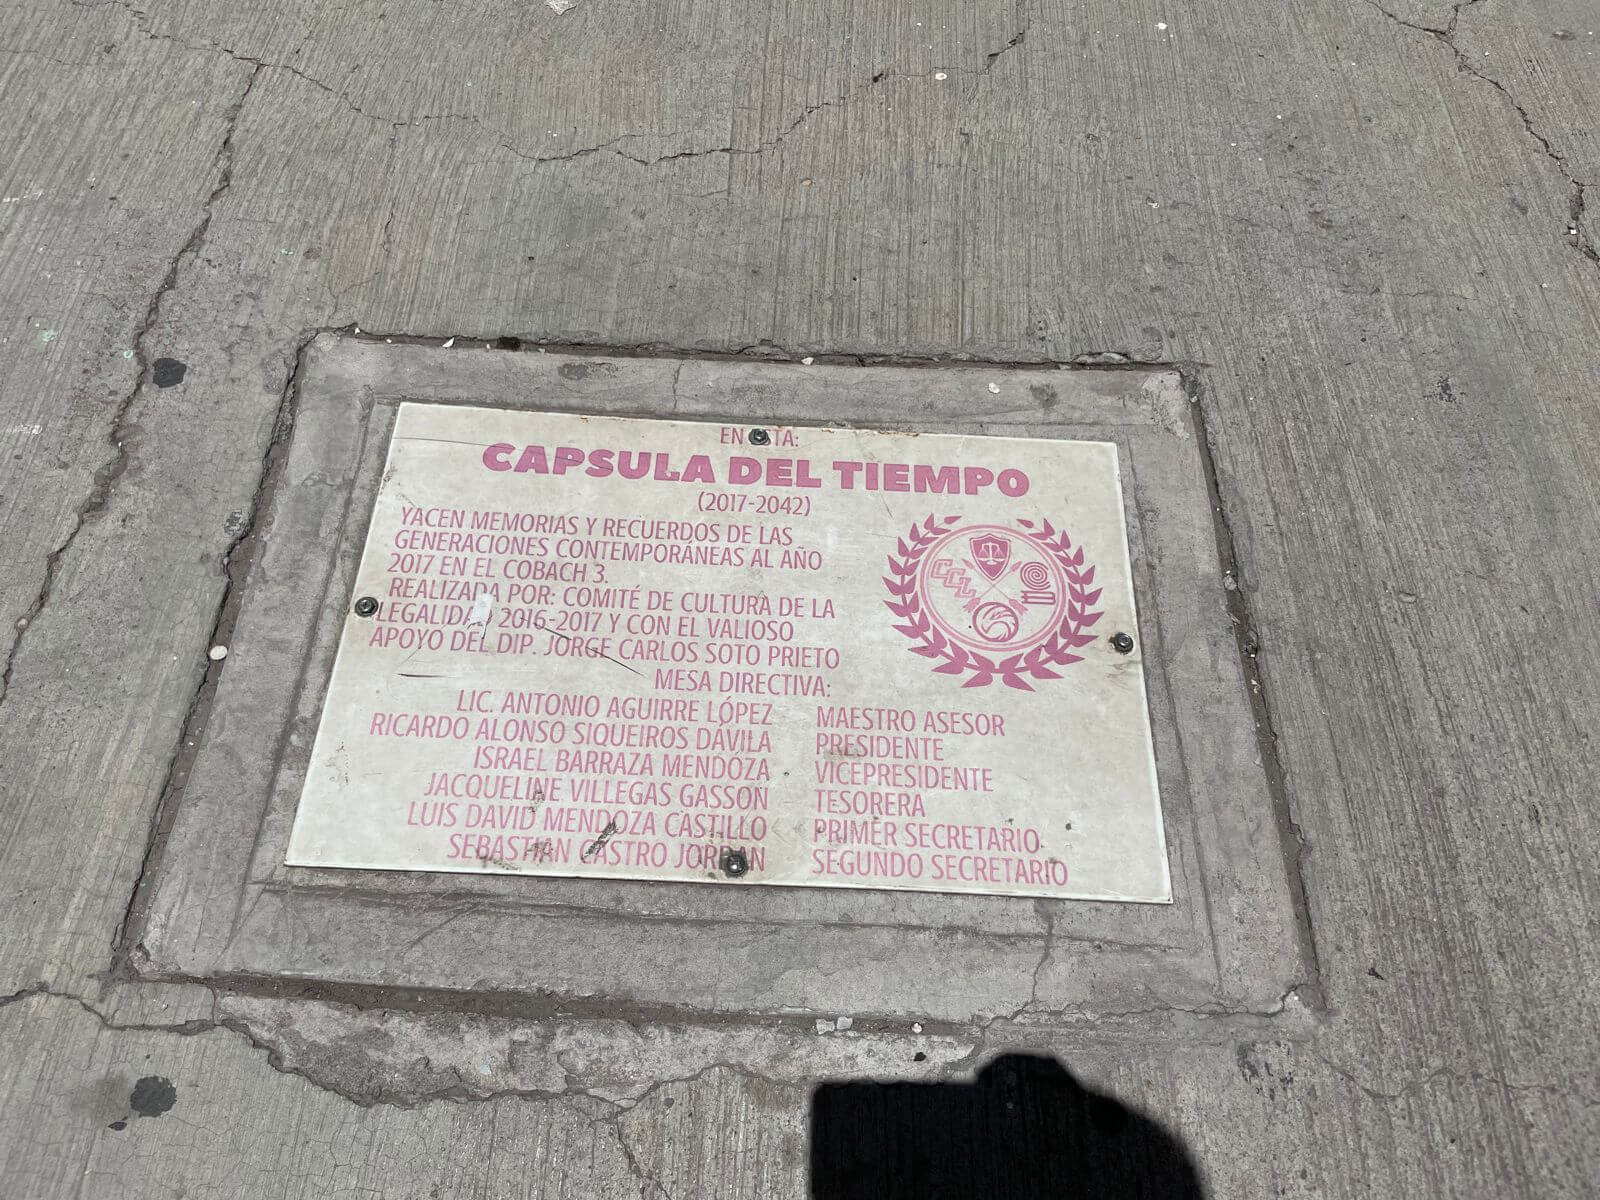 EN ESTA:
CAPSULA DEL TIEMPO
(2017-2042)
YACEN MEMORIAS Y RECUERDOS DE LAS
GENERACIONES CONTEMPORÁNEAS AL AÑO
2017 EN EL COBACH 3.
REALIZADA POR: COMITÉ DE CULTURA DE LA
LEGALIDAD 2016-2017 Y CON EL VALIOSO
APOYO DEL DIP. JORGE CARLOS SOTO PRIETO
CCL
MESA DIRECTIVA:
LIC. ANTONIO AGUIRRE LÓPEZ MAESTRO ASESOR
RICARDO ALONSO SIQUEIROS DÁVILA PRESIDENTE
ISRAEL BARRAZA MENDOZA VICEPRESIDENTE
JACQUELINE VILLEGAS GASSON TESORERA
LUIS DAVID MENDOZA CASTILLO PRIMER SECRETARIO
SEBASTIAN CASTRO JORDAN SEGUNDO SECRETARIO